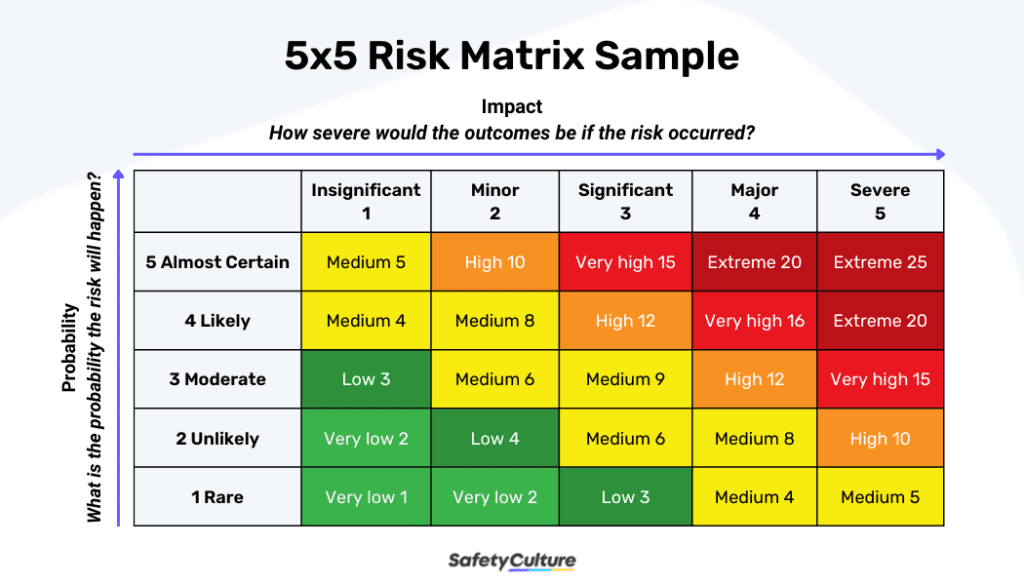 5x5 Risk Matrix Sample
Impact
How severe would the outcomes be if the risk occurred?
Probability
What is the probability the risk will happen?
Insignificant 1 Minor 2 Significant 3 Major 4 Severe 5
5 Almost Certain Medium 5 High 10 Very high 15 Extreme 20 Extreme 25
4 Likely Medium 4 Medium 8 High 12 Very high 16 Extreme 20
3 Moderate Low 3 Medium 6 Medium 9 High 12 Very high 15
2 Unlikely Very low 2 Low 4 Medium 6 Medium 8 High 10
1 Rare Very low 1 Very low 2 Low 3 Medium 4 Medium 5
SafetyCulture